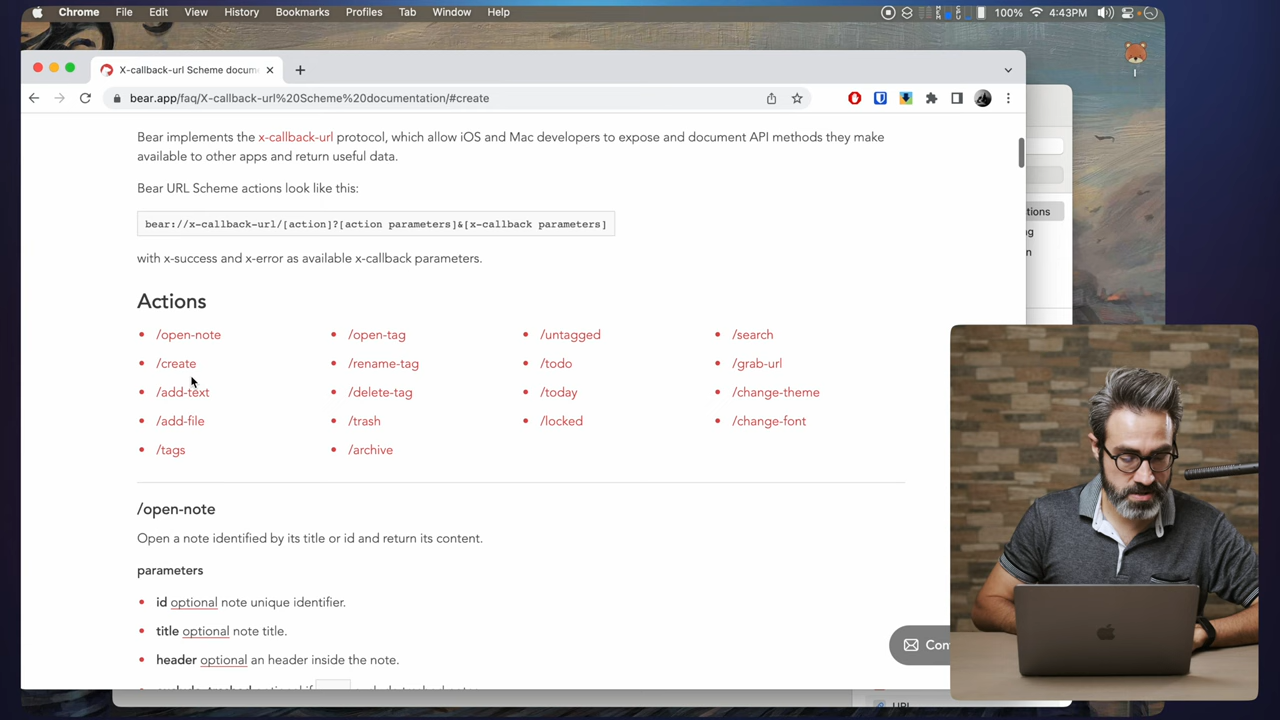 Chrome File Edit View History Bookmarks Profiles Tab Window Help 100% 4:43PM
X-callback-url Scheme docum
bear.app/faq/X-callback-url%20Scheme%20documentation/#create
Bear implements the x-callback-url protocol, which allow iOS and Mac developers to expose and document API methods they make
available to other apps and return useful data.
Bear URL Scheme actions look like this:
bear://x-callback-url/[action]?[action parameters]&[x-callback parameters]
with x-success and x-error as available x-callback parameters.
Actions
/open-note /open-tag /untagged /search
/create /rename-tag /todo /grab-url
/add-text /delete-tag /today /change-theme
/add-file /trash /locked /change-font
/tags /archive
/open-note
Open a note identified by its title or id and return its content.
parameters
id optional note unique identifier.
title optional note title.
header optional an header inside the note.
tions
ng
n
Con
URL